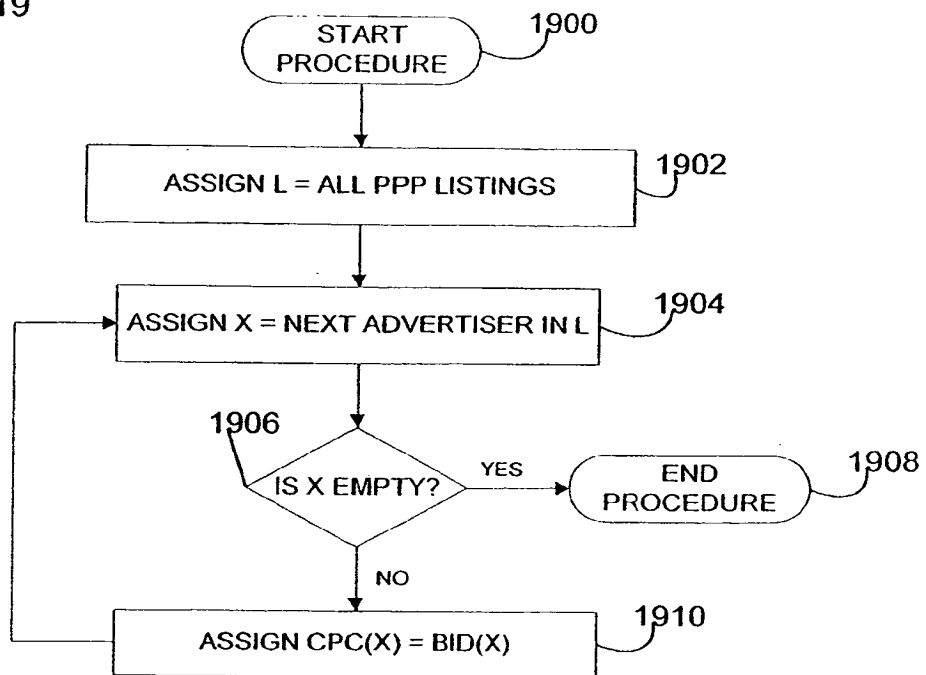 19
START
PROCEDURE
1900
ASSIGN L = ALL PPP LISTINGS
1902
ASSIGN X = NEXT ADVERTISER IN L
1904
1906
IS X EMPTY?
YES
END
PROCEDURE
1908
NO
ASSIGN CPC(X) = BID(X)
1910